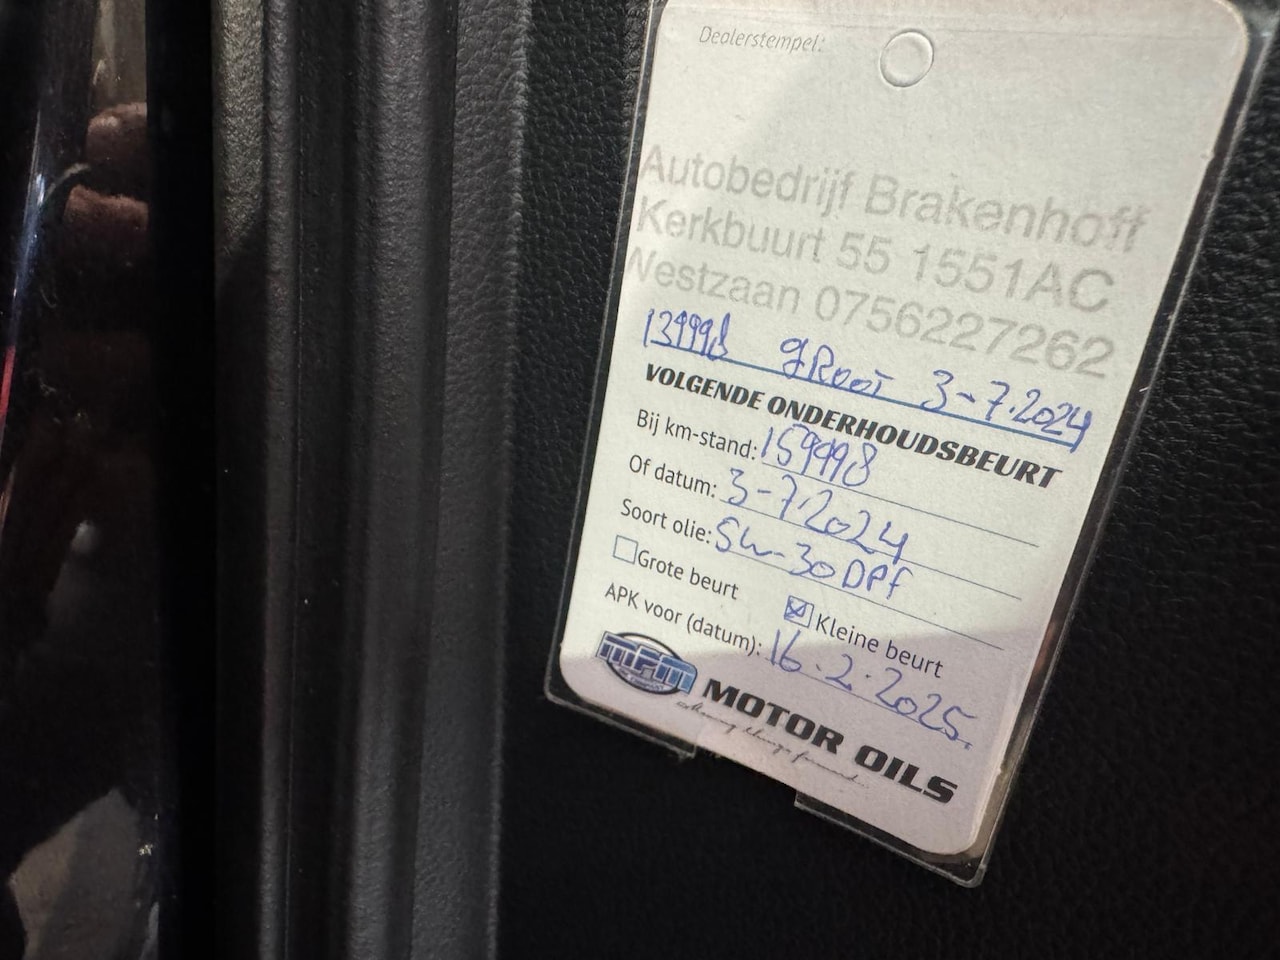 Dealerstempel:
Autobedrijf Brakenhoff
Kerkbuurt 55 1551AC
Westzaan 0756227262
139998 gRoot 3-7.2024
VOLGENDE ONDERHOUDSBEURT
Bij km-stand: 159998
Of datum: 3-7.2024
Soort olie: 5w-30 DPf
Grote beurt
Kleine beurt
APK voor (datum): 16.2.2025.
MPM
MOTOR OILS